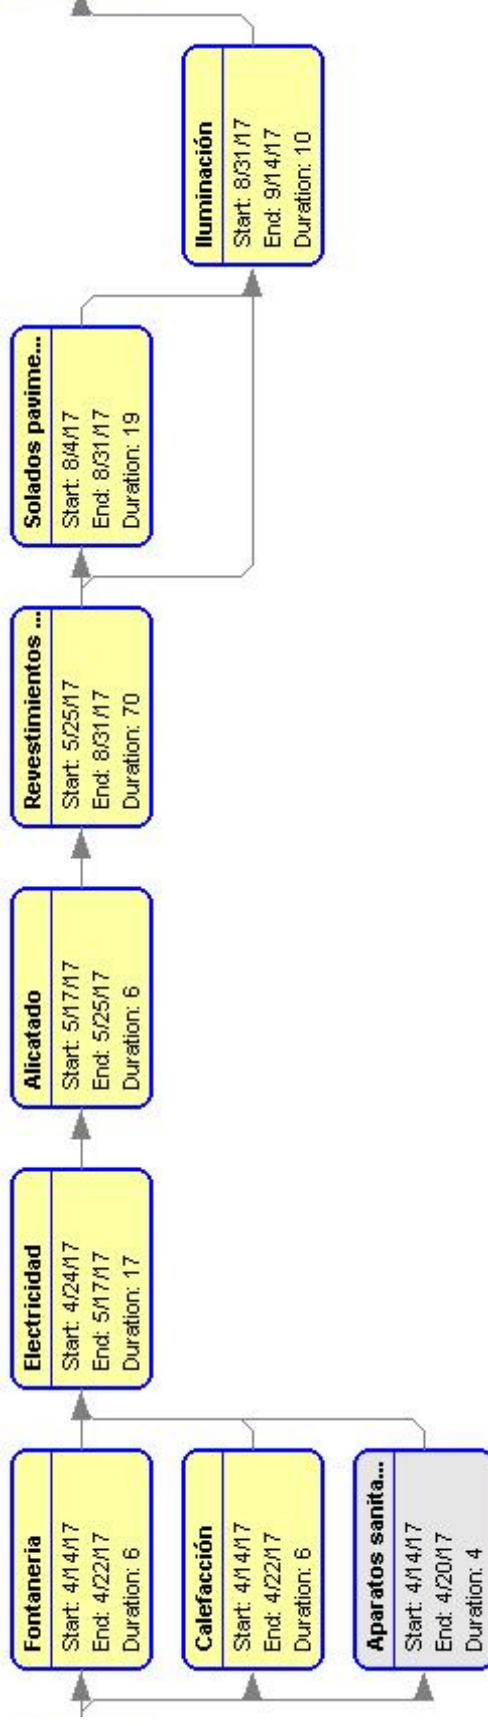 Fontaneria
Start: 4/14/17
End: 4/22/17
Duration: 6
Calefacción
Start: 4/14/17
End: 4/22/17
Duration: 6
Aparatos sanita...
Start: 4/14/17
End: 4/20/17
Duration: 4
Electricidad
Start: 4/24/17
End: 5/17/17
Duration: 17
Alicatado
Start: 5/17/17
End: 5/25/17
Duration: 6
Revestimientos ...
Start: 5/25/17
End: 8/31/17
Duration: 70
Solados pavime...
Start: 8/4/17
End: 8/31/17
Duration: 19
Iluminación
Start: 8/31/17
End: 9/14/17
Duration: 10